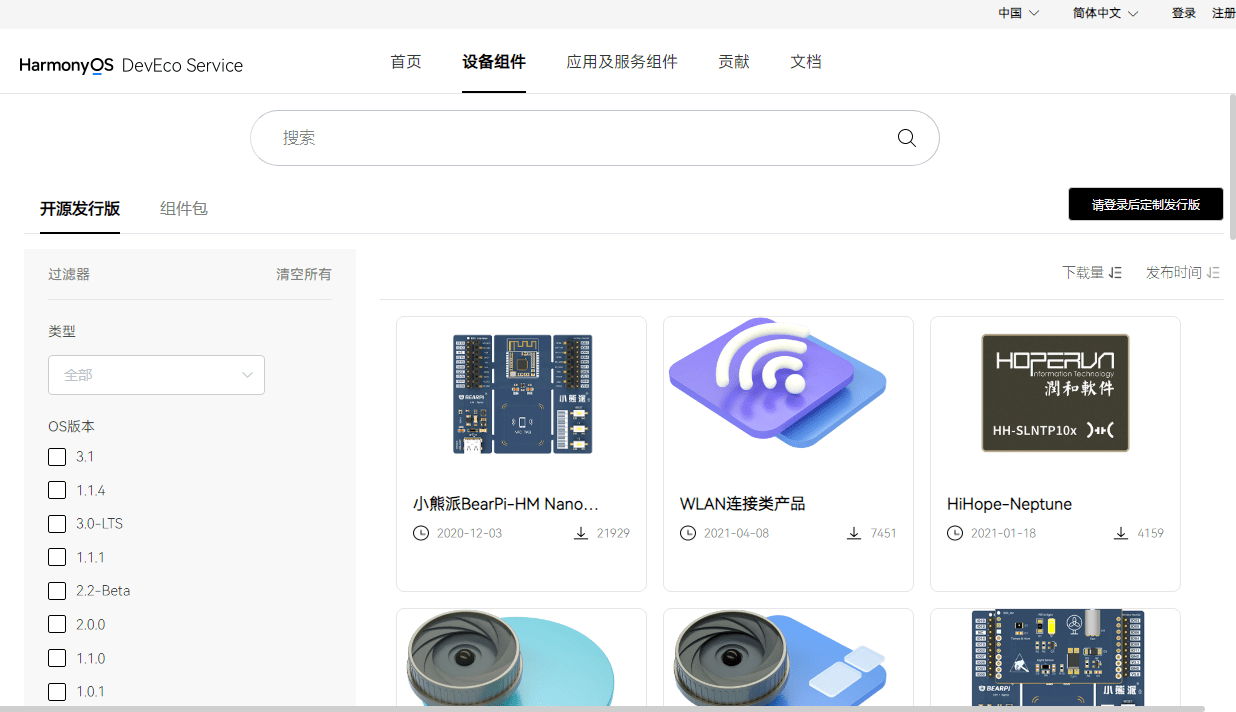 中国 简体中文 登录 注册
HarmonyOS DevEco Service 首页 设备组件 应用及服务组件 贡献 文档
搜索
开源发行版 组件包 请登录后定制发行版
过滤器 清空所有 下载量 发布时间
类型
全部
OS版本
3.1
1.1.4
3.0-LTS
1.1.1
2.2-Beta
2.0.0
1.1.0
1.0.1
BEARPI 小熊派
HOPERUN
Information Technology
潤和軟件
HH-SLNTP10x
小熊派BearPi-HM Nano… WLAN连接类产品 HiHope-Neptune
2020-12-03 21929 2021-04-08 7451 2021-01-18 4159
BEARPI 小熊派